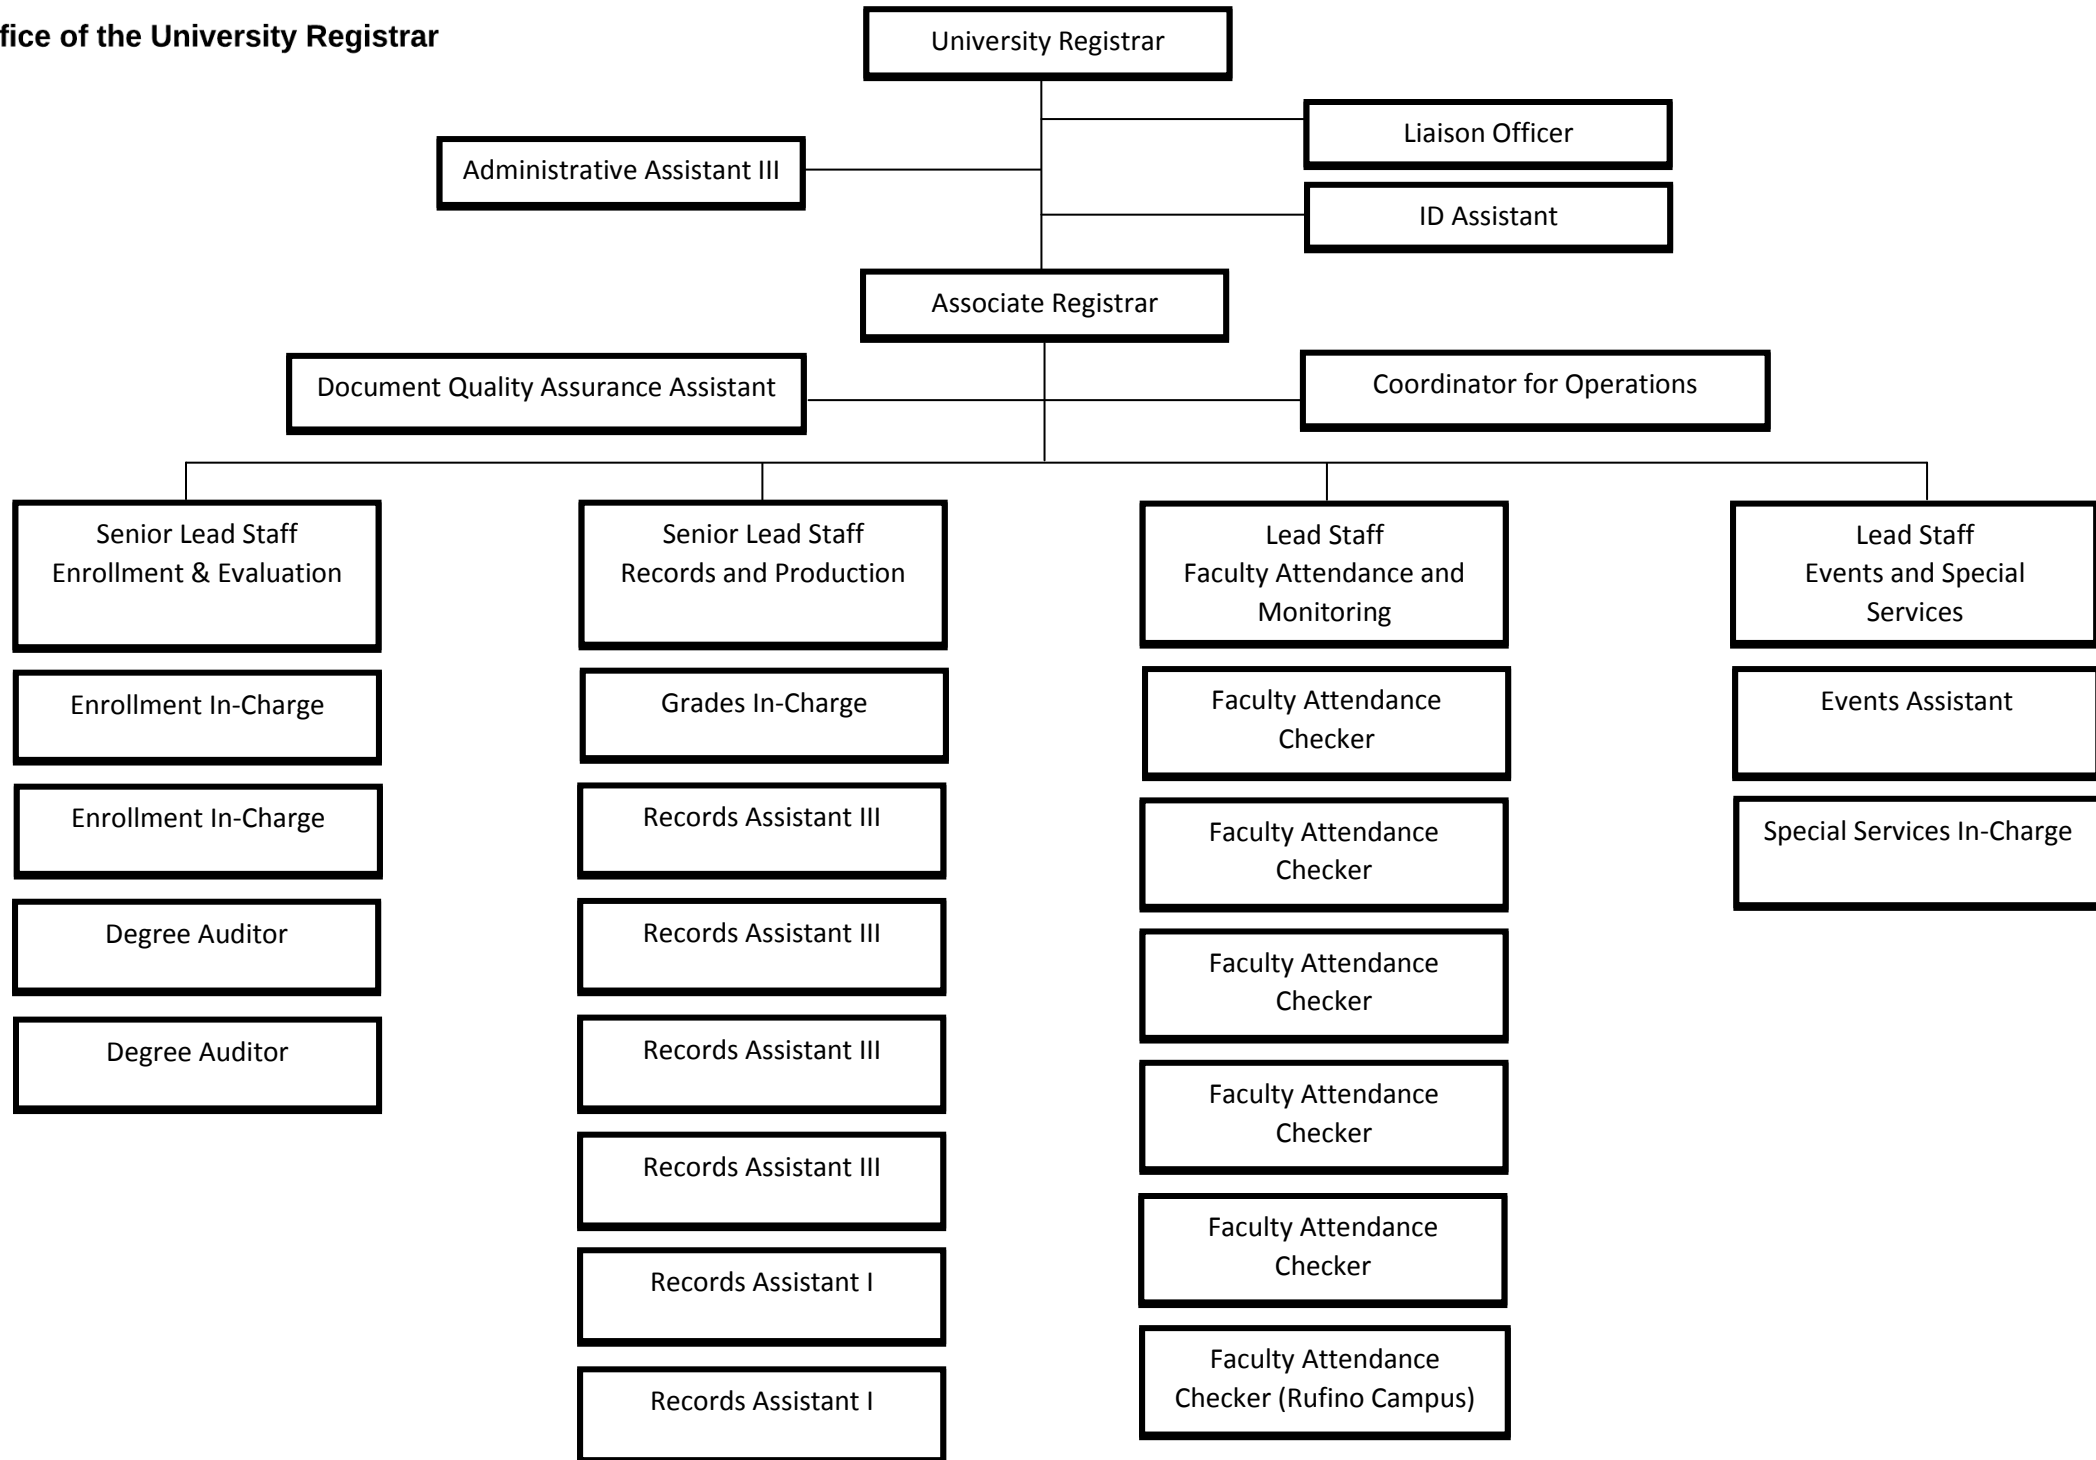 fice of the University Registrar
University Registrar
Liaison Officer
Administrative Assistant III
ID Assistant
Associate Registrar
Document Quality Assurance Assistant
Coordinator for Operations
Senior Lead Staff
Enrollment & Evaluation
Enrollment In-Charge
Enrollment In-Charge
Degree Auditor
Degree Auditor
Senior Lead Staff
Records and Production
Grades In-Charge
Records Assistant III
Records Assistant III
Records Assistant III
Records Assistant III
Records Assistant I
Records Assistant I
Lead Staff
Faculty Attendance and
Monitoring
Faculty Attendance
Checker
Faculty Attendance
Checker
Faculty Attendance
Checker
Faculty Attendance
Checker
Faculty Attendance
Checker
Faculty Attendance
Checker (Rufino Campus)
Lead Staff
Events and Special
Services
Events Assistant
Special Services In-Charge